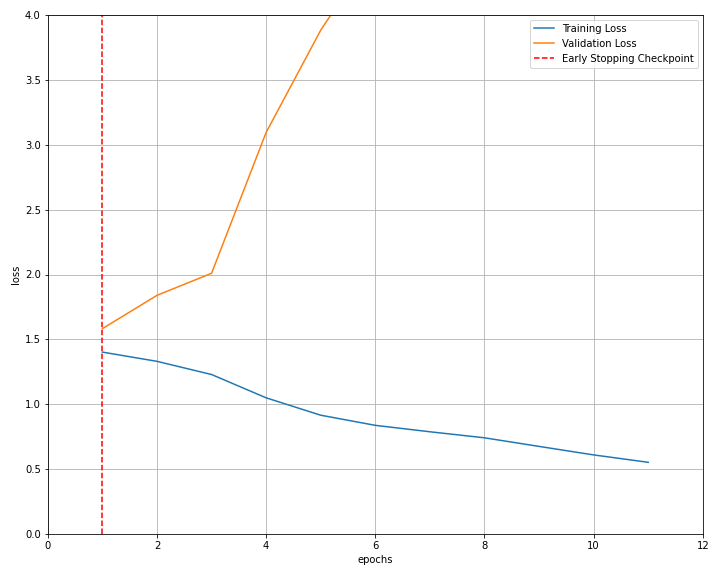 Training Loss
Validation Loss
Early Stopping Checkpoint
loss
4.0
3.5
3.0
2.5
2.0
1.5
1.0
0.5
0.0
0 2 4 6 8 10 12
epochs